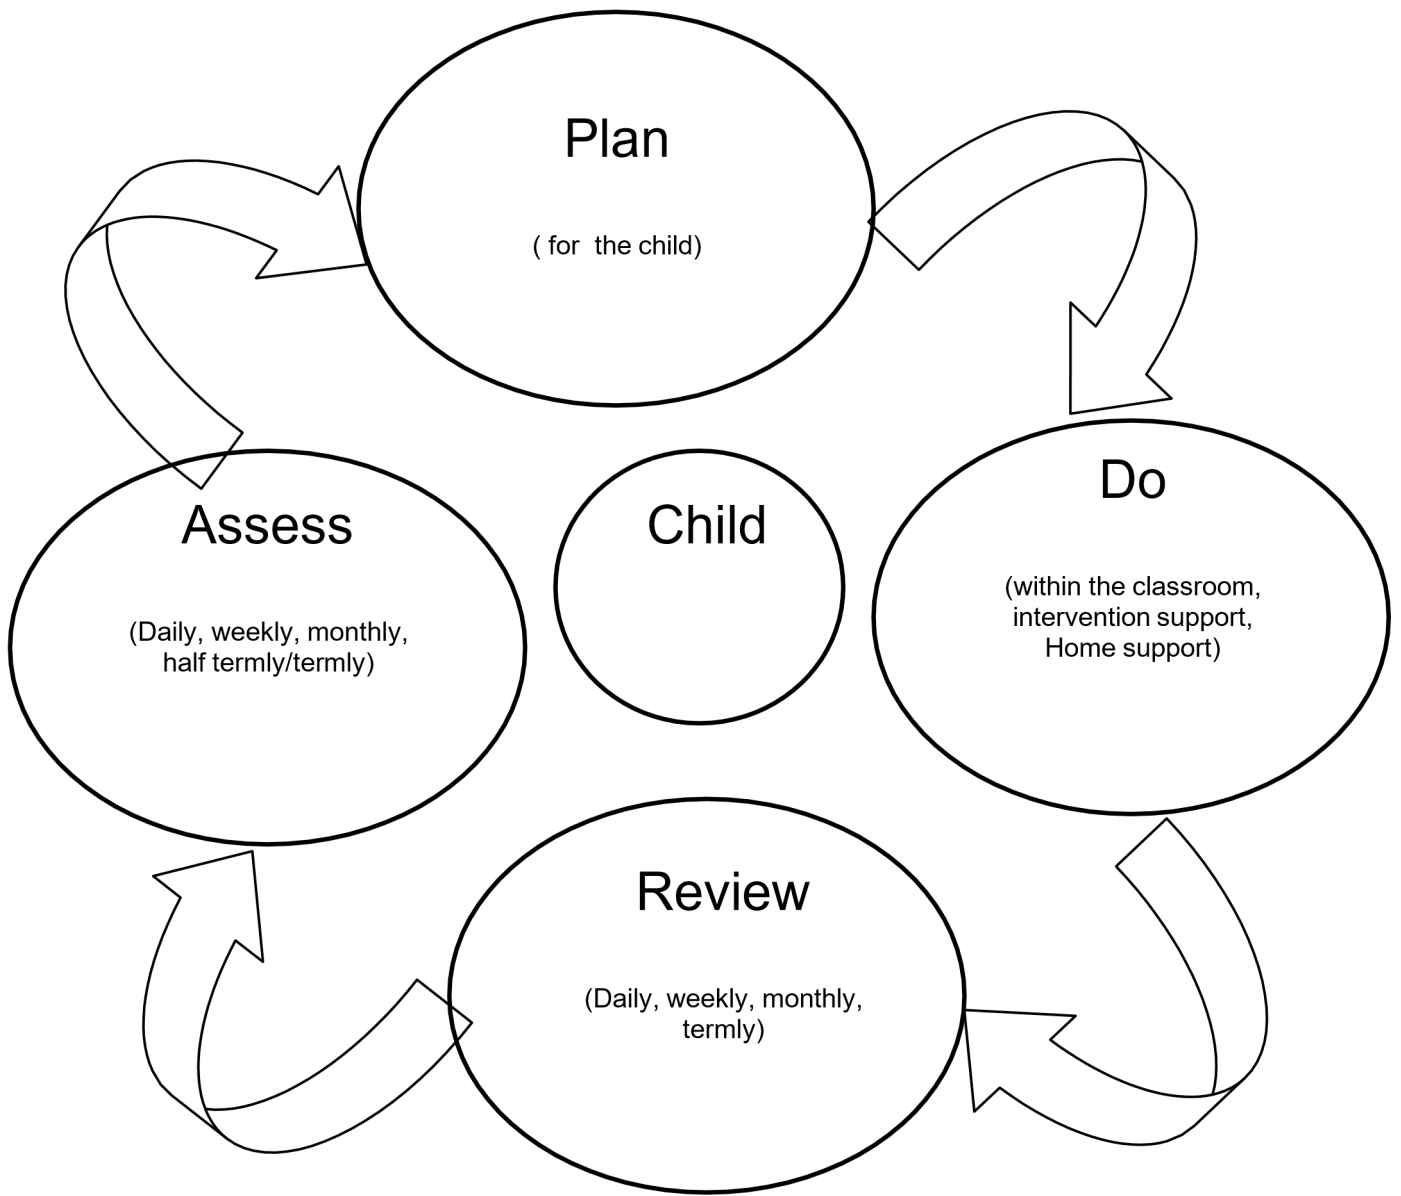 Plan
( for  the child)
Do
(within the classroom,
intervention support,
Home support)
Assess
(Daily, weekly, monthly,
half termly/termly)
Child
Review
(Daily, weekly, monthly,
termly)